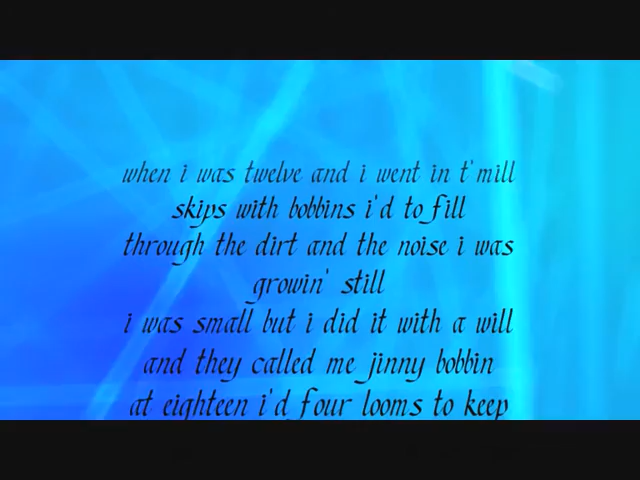 when i was twelve and i went in t'mill
skips with bobbins i'd to fill
through the dirt and the noise i was
growin' still
i was small but i did it with a will
and they called me jinny bobbin
at eighteen i'd four looms to keep